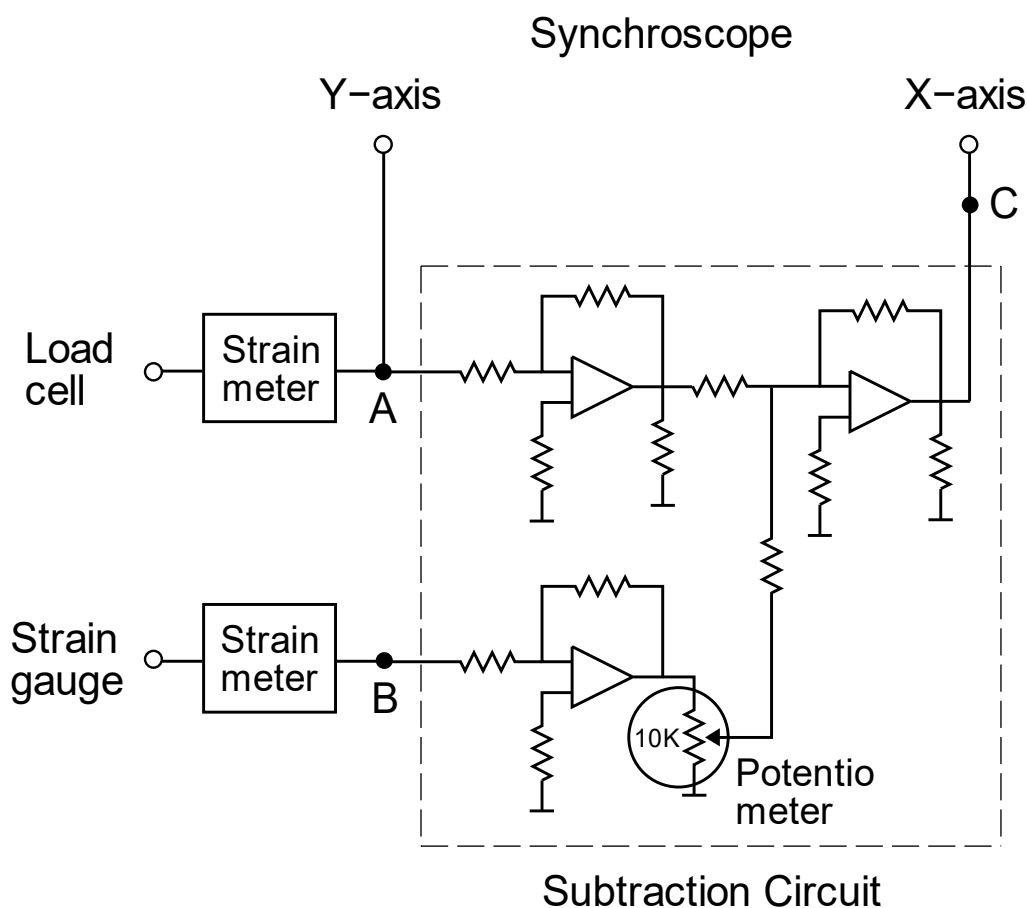 Synchroscope
Y−axis
X−axis
C
Load
cell
Strain
meter
A
Strain
gauge
Strain
meter
B
10K
Potentio
meter
Subtraction Circuit